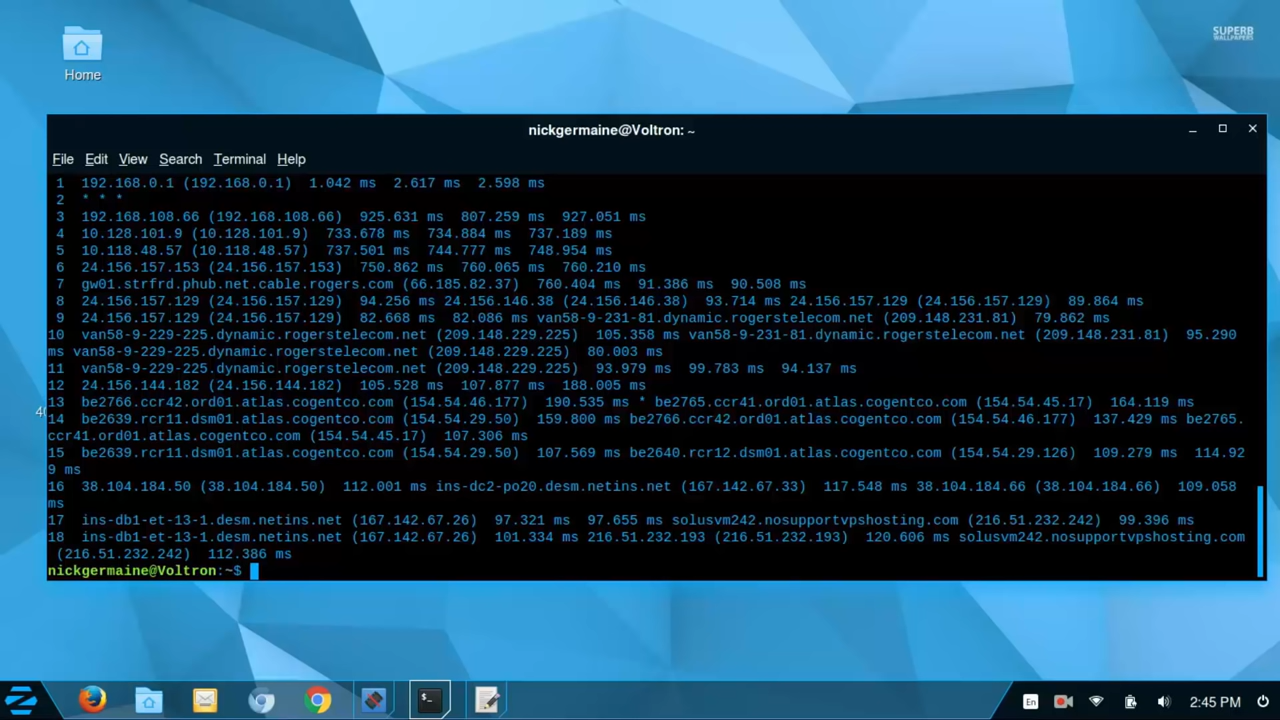 SUPERB
WALLPAPERS
Home
nickgermaine@Voltron: ~
File Edit View Search Terminal Help
1 192.168.0.1 (192.168.0.1) 1.042 ms 2.617 ms 2.598 ms
2 * * *
3 192.168.108.66 (192.168.108.66) 925.631 ms 807.259 ms 927.051 ms
4 10.128.101.9 (10.128.101.9) 733.678 ms 734.884 ms 737.189 ms
5 10.118.48.57 (10.118.48.57) 737.501 ms 744.777 ms 748.954 ms
6 24.156.157.153 (24.156.157.153) 750.862 ms 760.065 ms 760.210 ms
7 gw01.strfrd.phub.net.cable.rogers.com (66.185.82.37) 760.404 ms 91.386 ms 90.508 ms
8 24.156.157.129 (24.156.157.129) 94.256 ms 24.156.146.38 (24.156.146.38) 93.714 ms 24.156.157.129 (24.156.157.129) 89.864 ms
9 24.156.157.129 (24.156.157.129) 82.668 ms 82.086 ms van58-9-231-81.dynamic.rogerstelecom.net (209.148.231.81) 79.862 ms
10 van58-9-229-225.dynamic.rogerstelecom.net (209.148.229.225) 105.358 ms van58-9-231-81.dynamic.rogerstelecom.net (209.148.231.81) 95.290
ms van58-9-229-225.dynamic.rogerstelecom.net (209.148.229.225) 80.003 ms
11 van58-9-229-225.dynamic.rogerstelecom.net (209.148.229.225) 93.979 ms 99.783 ms 94.137 ms
12 24.156.144.182 (24.156.144.182) 105.528 ms 107.877 ms 188.005 ms
13 be2766.ccr42.ord01.atlas.cogentco.com (154.54.46.177) 190.535 ms * be2765.ccr41.ord01.atlas.cogentco.com (154.54.45.17) 164.119 ms
14 be2639.rcr11.dsm01.atlas.cogentco.com (154.54.29.50) 159.800 ms be2766.ccr42.ord01.atlas.cogentco.com (154.54.46.177) 137.429 ms be2765.
ccr41.ord01.atlas.cogentco.com (154.54.45.17) 107.306 ms
15 be2639.rcr11.dsm01.atlas.cogentco.com (154.54.29.50) 107.569 ms be2640.rcr12.dsm01.atlas.cogentco.com (154.54.29.126) 109.279 ms 114.92
9 ms
16 38.104.184.50 (38.104.184.50) 112.001 ms ins-dc2-po20.desm.netins.net (167.142.67.33) 117.548 ms 38.104.184.66 (38.104.184.66) 109.058
ms
17 ins-db1-et-13-1.desm.netins.net (167.142.67.26) 97.321 ms 97.655 ms solusvm242.nosupportvpshosting.com (216.51.232.242) 99.396 ms
18 ins-db1-et-13-1.desm.netins.net (167.142.67.26) 101.334 ms 216.51.232.193 (216.51.232.193) 120.606 ms solusvm242.nosupportvpshosting.com
(216.51.232.242) 112.386 ms
nickgermaine@Voltron:~$
En 2:45 PM